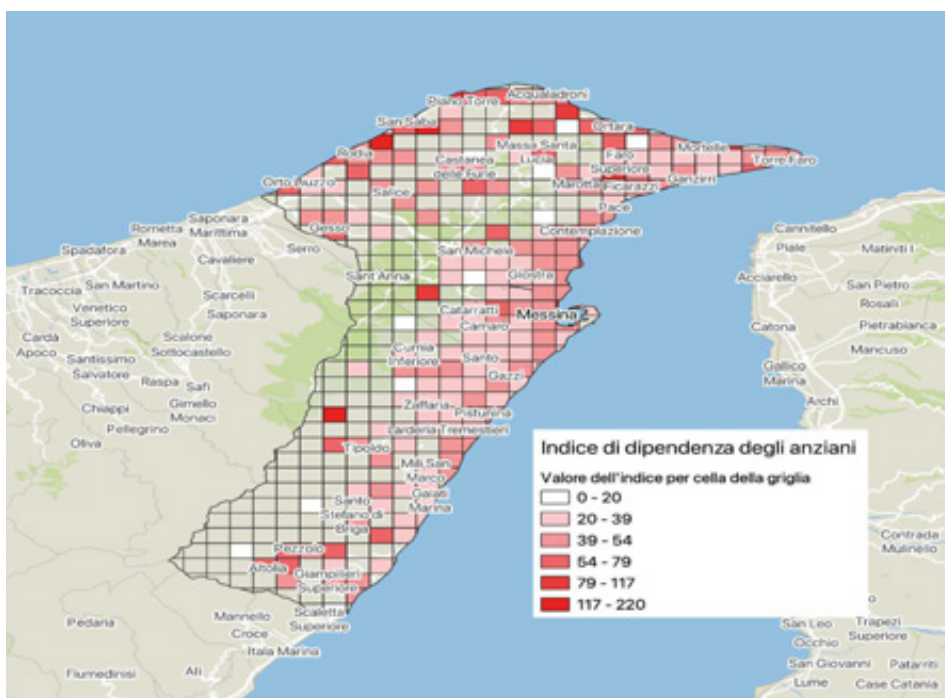 Acqualadroni
Piano Torre
San Saba
Ortara
Rodia
Massa Santa
Lucia
Mortelle
Castanea
delle Furie
Faro
Superiore
Torre Faro
Orto Liuzzo
Salice
Marotta
Ficarazzi
Ganzirri
Pace
Saponara
Marittima
Gesso
Contemplazione
Cannitello
Rometta
Marea
Piale
Spadafora
Serro
San Michele
Matiniti I
Cavaliere
Sant'Anna
Giostra
Acciarello
Tracoccia
San Martino
Scarcelli
San Pietro
Venetico
Superiore
Saponara
Catarratti
Messina
Rosali
Cardà
Apoco
Scalone
Sottocastello
Camaro
Catona
Pietrabianca
Santissimo
Salvatore
Cumia
Inferiore
Santo
Mancuso
Raspa
Safi
Gazzi
Gallico
Marina
Chiappi
Gimello
Monaci
Zaffaria
Pistunina
Archi
Pellegrino
Oliva
Larderia
Tremestieri
Tipoldo
Mili San
Marco
Galati
Marina
Santo
Stefano di
Briga
Pezzolo
Altolia
Giampilieri
Superiore
Mannello
Scaletta
Superiore
Pedaria
Croce
Itala Marina
Fiumedinisi
Alì
Indice di dipendenza degli anziani
Valore dell'indice per cella della griglia
0 - 20
20 - 39
39 - 54
54 - 79
79 - 117
117 - 220
Contrada
Mulinello
San Leo
Trapezi
Superiore
Occhio
San Giovanni
Patarriti
Lume
Case Catania